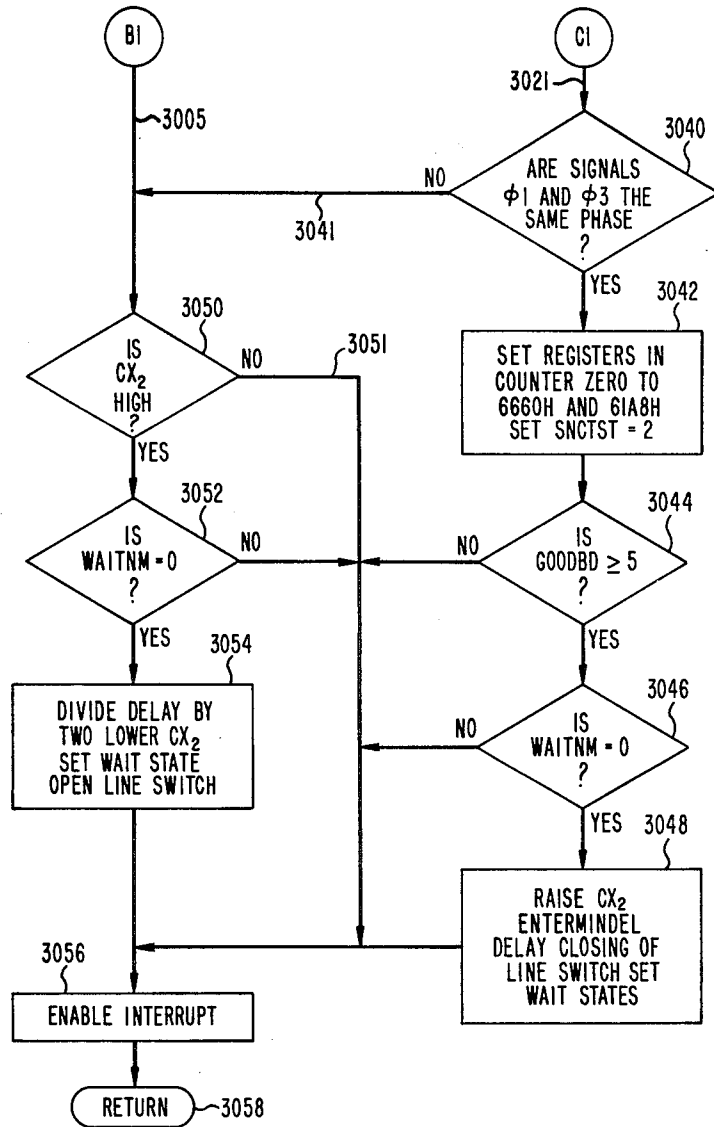 B1
C1
3005
3021
3040
ARE SIGNALS
φ1 AND φ3 THE
SAME PHASE
?
NO
3041
YES
3042
SET REGISTERS IN
COUNTER ZERO TO
6660H AND 61A8H
SET SNCTST = 2
3050
IS
CX₂
HIGH
?
NO
3051
YES
3052
IS
WAITNM = 0
?
NO
YES
3044
IS
GOODBD ≥ 5
?
NO
YES
3054
DIVIDE DELAY BY
TWO LOWER CX₂
SET WAIT STATE
OPEN LINE SWITCH
3046
IS
WAITNM = 0
?
NO
YES
3048
RAISE CX₂
ENTERMINDEL
DELAY CLOSING OF
LINE SWITCH SET
WAIT STATES
3056
ENABLE INTERRUPT
RETURN
3058